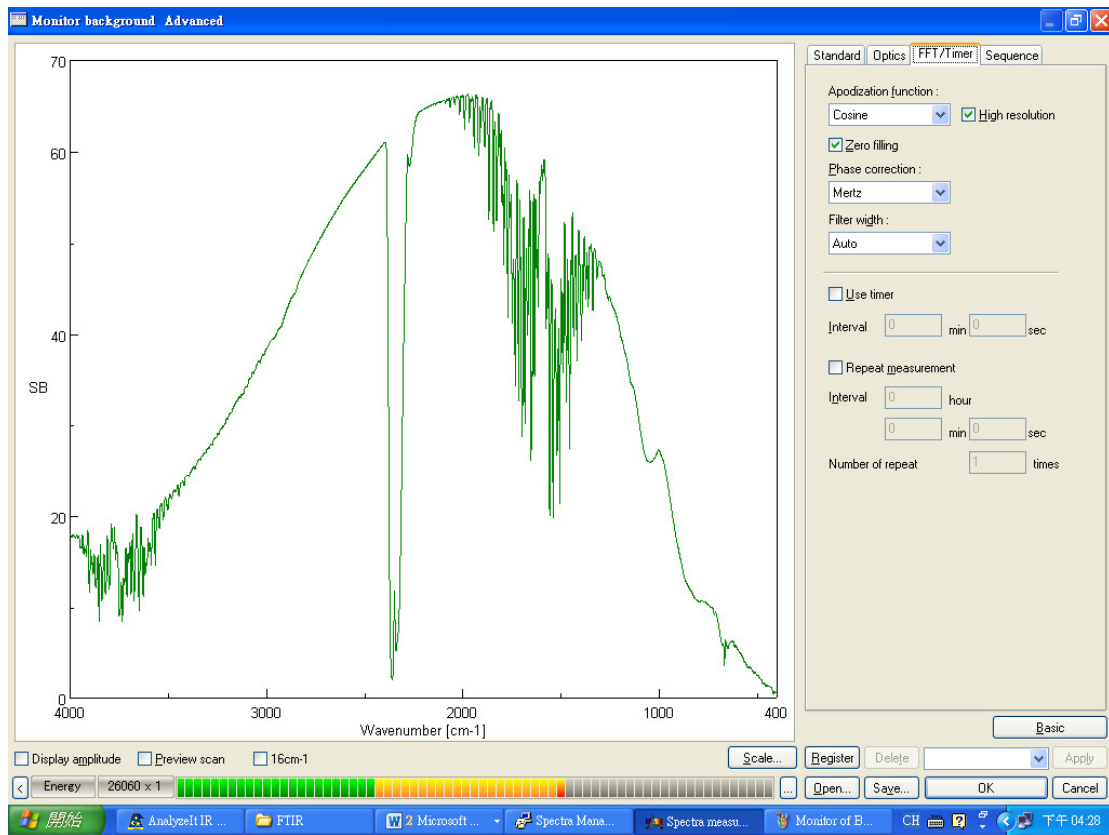 Monitor background Advanced
70
60
40
20
0
SB
4000
3000
2000
1000
400
Wavenumber [cm-1]
Standard
Optics
FFT/Timer
Sequence
Apodization function :
Cosine
High resolution
Zero filling
Phase correction :
Mertz
Filter width :
Auto
Use timer
Interval 0 min 0 sec
Repeat measurement
Interval 0 hour
0 min 0 sec
Number of repeat 1 times
Basic
Display amplitude
Preview scan
16cm-1
Scale...
Register
Delete
Apply
< Energy 26060 x 1
...
Open...
Save...
OK
Cancel
開始
AnalyzeIt IR ...
FTIR
2 Microsoft ...
Spectra Mana...
Spectra measu...
Monitor of B...
CH
下午 04:28